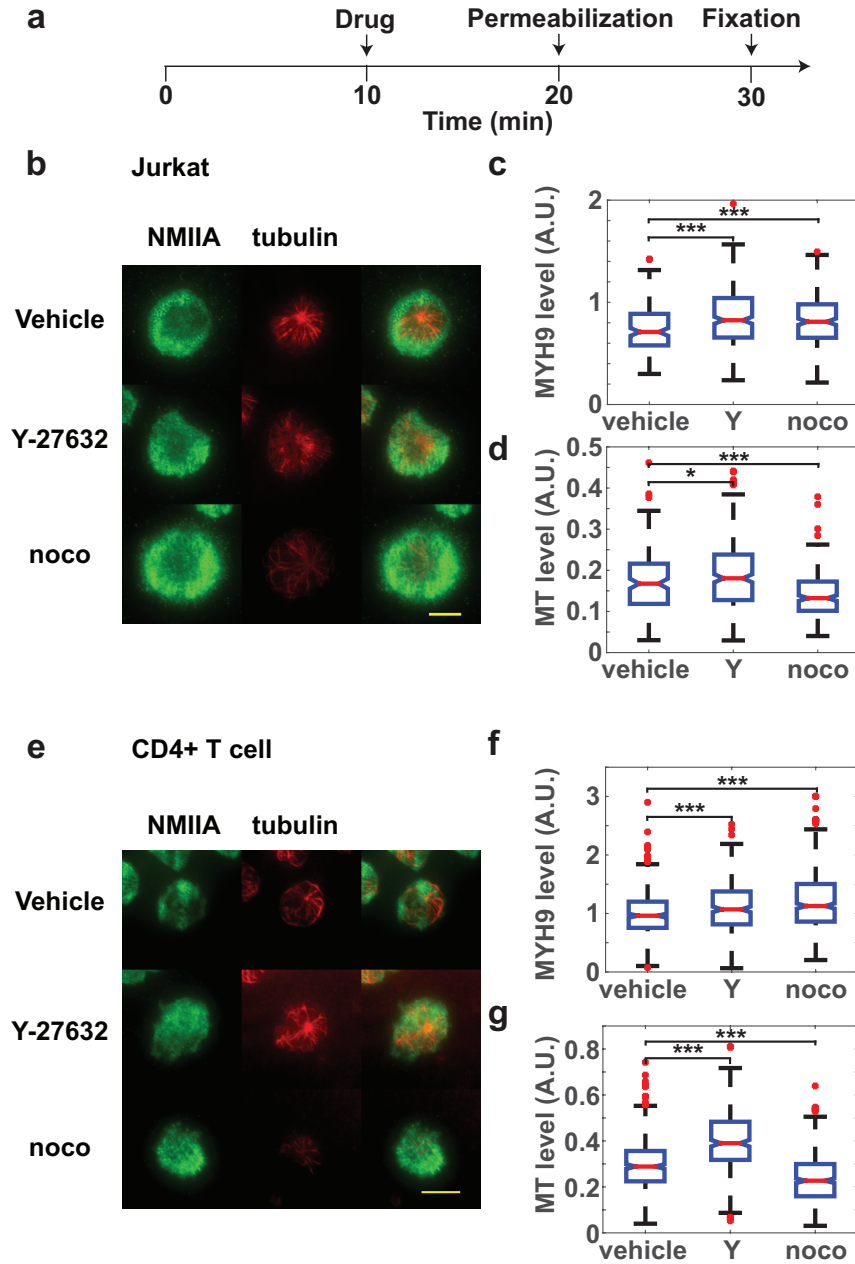 a
Drug Permeabilization Fixation
0 10 20 30
Time (min)
b Jurkat
NMIIA tubulin
Vehicle
Y-27632
noco
c
MYH9 level (A.U.)
2
1
0
***
***
vehicle Y noco
d
MT level (A.U.)
0.5
0.4
0.3
0.2
0.1
0
***
*
vehicle Y noco
e CD4+ T cell
NMIIA tubulin
Vehicle
Y-27632
noco
f
MYH9 level (A.U.)
3
2
1
0
***
***
vehicle Y noco
g
MT level (A.U.)
0.8
0.6
0.4
0.2
0
***
***
vehicle Y noco